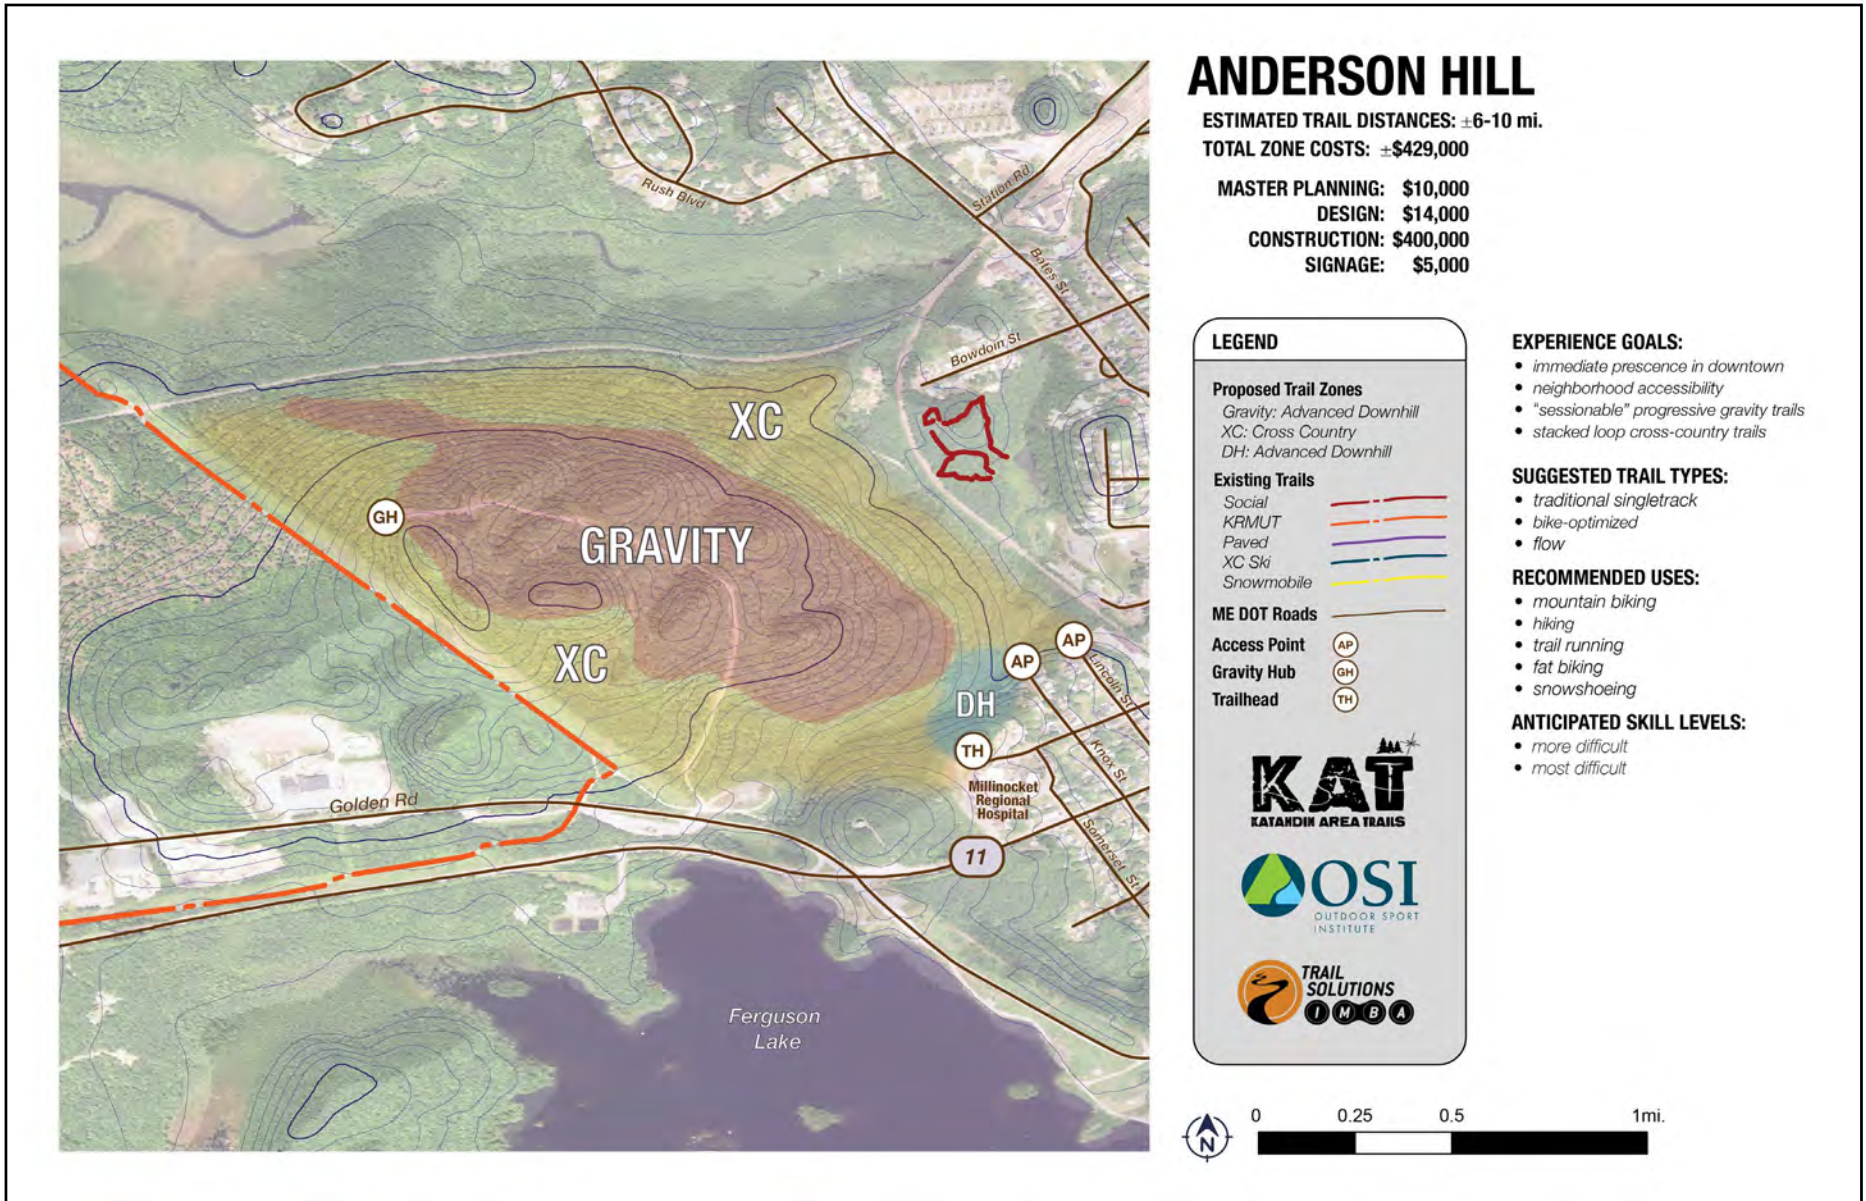 ANDERSON HILL
ESTIMATED TRAIL DISTANCES: ±6-10 mi.
TOTAL ZONE COSTS: ±$429,000
MASTER PLANNING: $10,000
DESIGN: $14,000
CONSTRUCTION: $400,000
SIGNAGE: $5,000
Rush Blvd
Station Rd
Bates St
Bowdoin St
XC
GH
GRAVITY
XC
AP
AP
Lincoln St
DH
TH
Knox St
Millinocket
Regional
Hospital
Golden Rd
Somerset St
11
Ferguson
Lake
LEGEND
Proposed Trail Zones
Gravity: Advanced Downhill
XC: Cross Country
DH: Advanced Downhill
Existing Trails
Social
KRMUT
Paved
XC Ski
Snowmobile
ME DOT Roads
Access Point AP
Gravity Hub GH
Trailhead TH
KAT
KATAHDIN AREA TRAILS
OSI
OUTDOOR SPORT
INSTITUTE
TRAIL
SOLUTIONS
IMBA
EXPERIENCE GOALS:
• immediate prescence in downtown
• neighborhood accessibility
• "sessionable" progressive gravity trails
• stacked loop cross-country trails
SUGGESTED TRAIL TYPES:
• traditional singletrack
• bike-optimized
• flow
RECOMMENDED USES:
• mountain biking
• hiking
• trail running
• fat biking
• snowshoeing
ANTICIPATED SKILL LEVELS:
• more difficult
• most difficult
N
0 0.25 0.5 1mi.